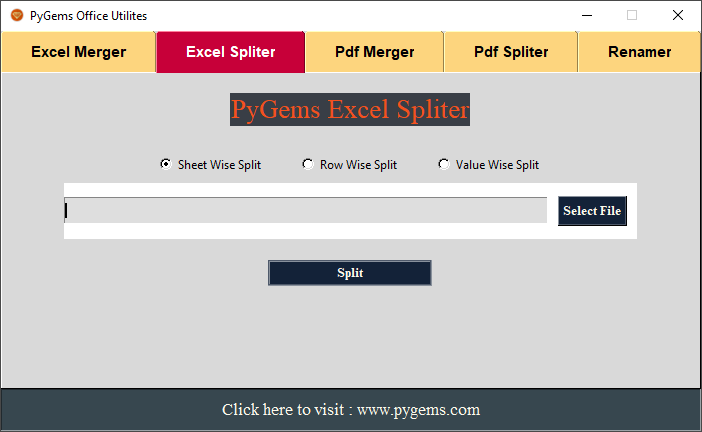 PyGems Office Utilites
Excel Merger Excel Spliter Pdf Merger Pdf Spliter Renamer
PyGems Excel Spliter
Sheet Wise Split Row Wise Split Value Wise Split
Select File
Split
Click here to visit : www.pygems.com